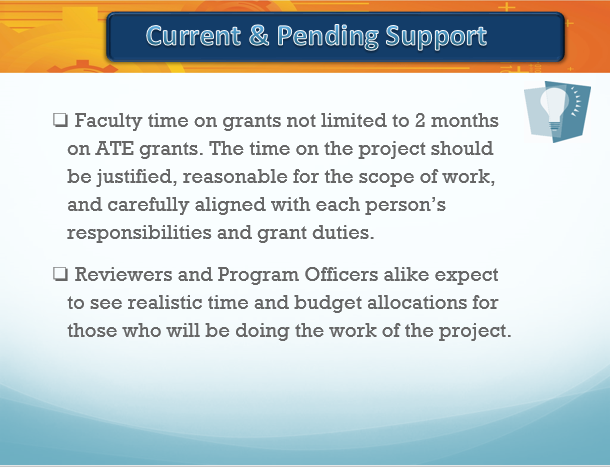 Current & Pending Support
❑ Faculty time on grants not limited to 2 months
on ATE grants. The time on the project should
be justified, reasonable for the scope of work,
and carefully aligned with each person’s
responsibilities and grant duties.
❑ Reviewers and Program Officers alike expect
to see realistic time and budget allocations for
those who will be doing the work of the project.